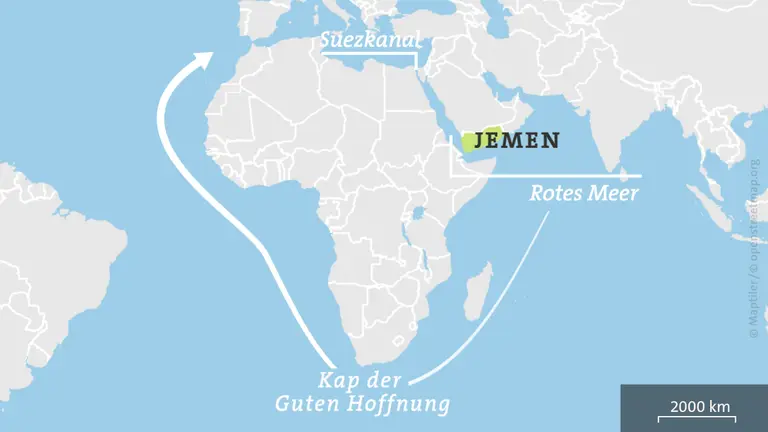 Suezkanal
JEMEN
Rotes Meer
Kap der
Guten Hoffnung
2000 km
© Maptiler/© openstreetmap.org